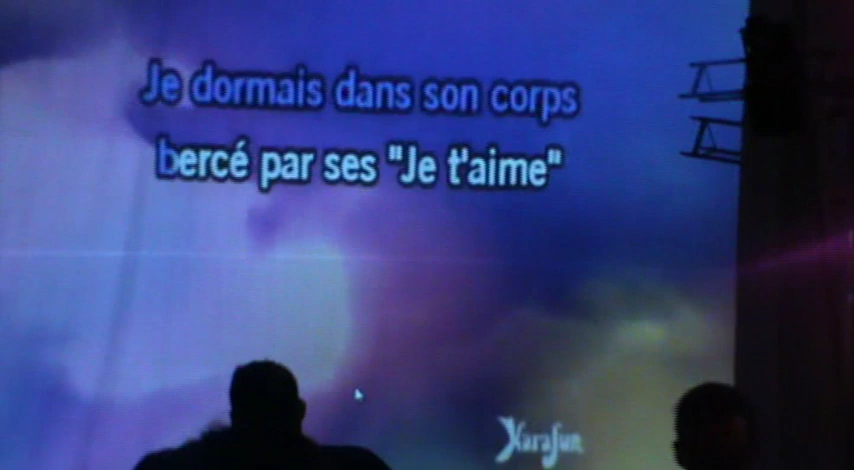 Je dormais dans son corps
bercé par ses "Je t'aime"
KaraFun